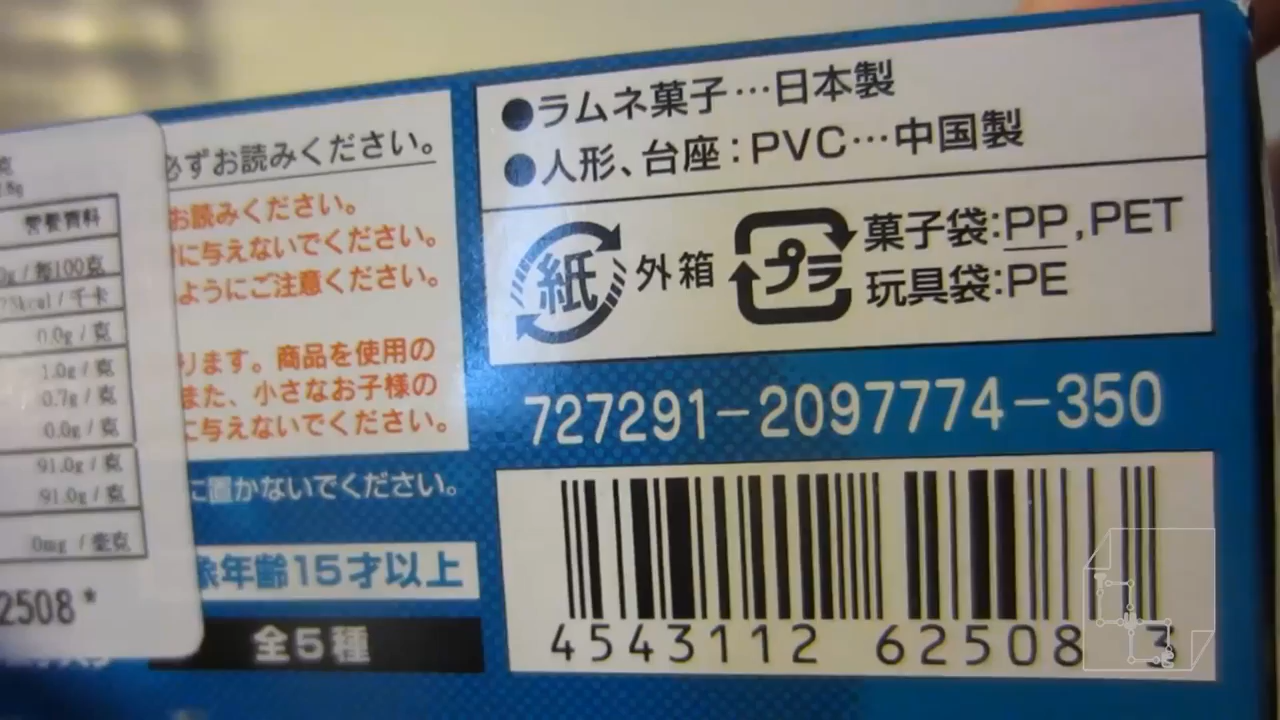 営養資料
/ 每100克
kcal / 千卡
0.0g / 克
1.0g / 克
0.7g / 克
0.0g / 克
91.0g / 克
91.0g / 克
0mg / 毫克
2508*
必ずお読みください。
お読みください。
に与えないでください。
ようにご注意ください。
ります。商品を使用の
また、小さなお子様の
に与えないでください。
に置かないでください。
象年齢15才以上
全5種
●ラムネ菓子…日本製
●人形、台座:PVC…中国製
紙 外箱
プラ 菓子袋:PP,PET
玩具袋:PE
727291-2097774-350
4543112 625083